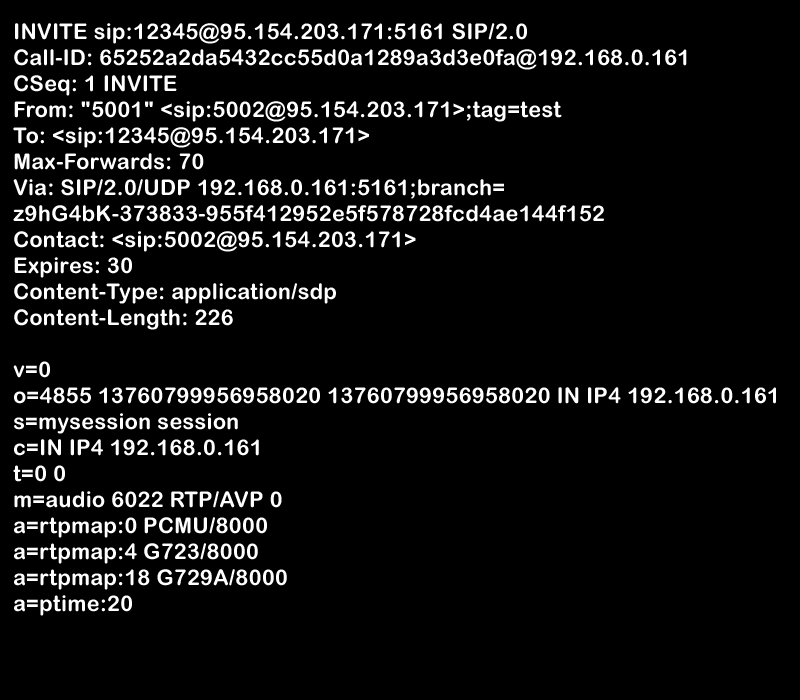 INVITE sip:12345@95.154.203.171:5161 SIP/2.0
Call-ID: 65252a2da5432cc55d0a1289a3d3e0fa@192.168.0.161
CSeq: 1 INVITE
From: "5001" <sip:5002@95.154.203.171>;tag=test
To: <sip:12345@95.154.203.171>
Max-Forwards: 70
Via: SIP/2.0/UDP 192.168.0.161:5161;branch=
z9hG4bK-373833-955f412952e5f578728fcd4ae144f152
Contact: <sip:5002@95.154.203.171>
Expires: 30
Content-Type: application/sdp
Content-Length: 226

v=0
o=4855 13760799956958020 13760799956958020 IN IP4 192.168.0.161
s=mysession session
c=IN IP4 192.168.0.161
t=0 0
m=audio 6022 RTP/AVP 0
a=rtpmap:0 PCMU/8000
a=rtpmap:4 G723/8000
a=rtpmap:18 G729A/8000
a=ptime:20